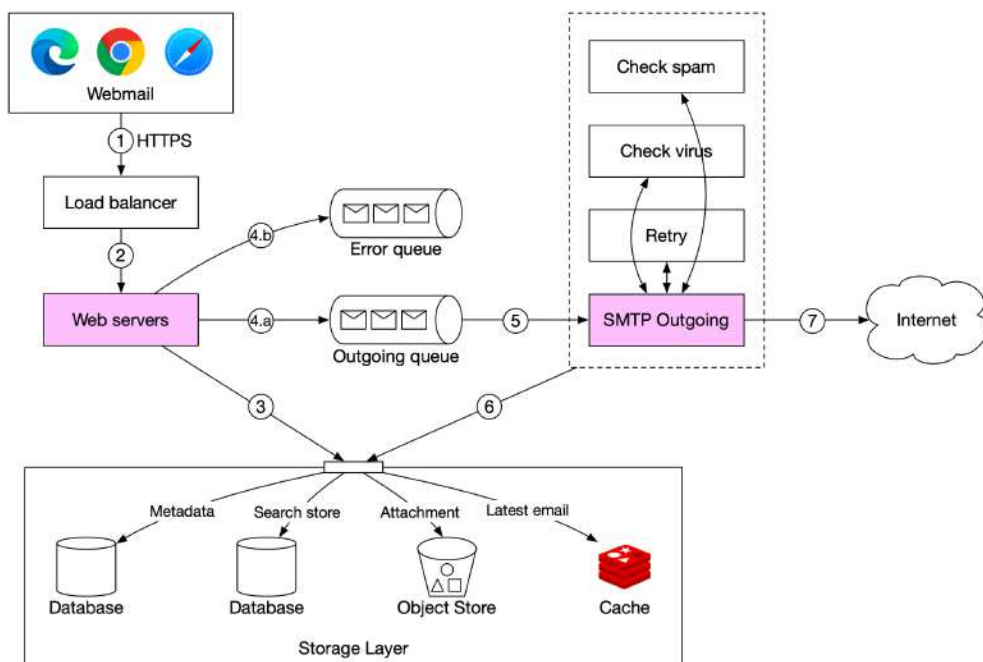 Webmail
1 HTTPS
Load balancer
2
Web servers
4.b
Error queue
4.a
Outgoing queue
5
Check spam
Check virus
Retry
SMTP Outgoing
7
Internet
3
6
Metadata
Search store
Attachment
Latest email
Database
Database
Object Store
Cache
Storage Layer